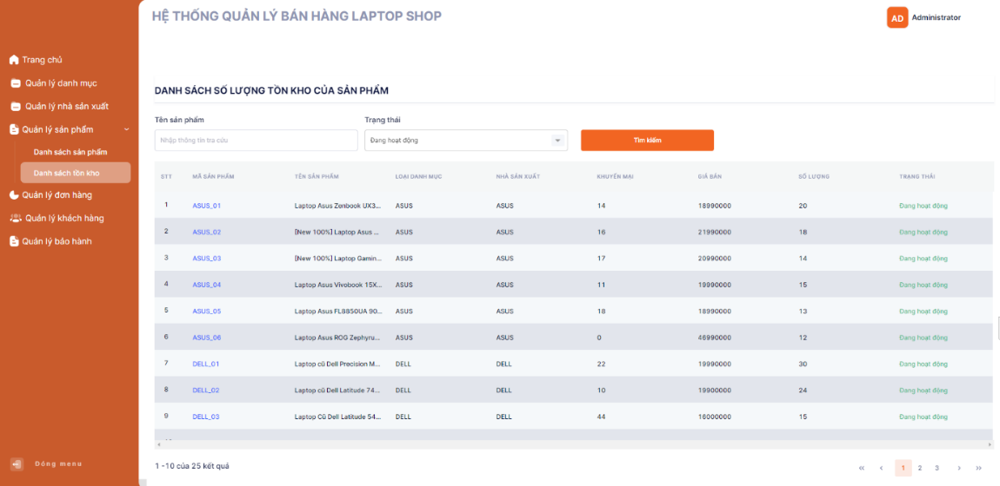 HỆ THỐNG QUẢN LÝ BÁN HÀNG LAPTOP SHOP
AD Administrator
Trang chủ
Quản lý danh mục
Quản lý nhà sản xuất
Quản lý sản phẩm
Danh sách sản phẩm
Danh sách tồn kho
Quản lý đơn hàng
Quản lý khách hàng
Quản lý bảo hành
Đóng menu
DANH SÁCH SỐ LƯỢNG TỒN KHO CỦA SẢN PHẨM
Tên sản phẩm Trạng thái
Nhập thông tin tra cứu Đang hoạt động Tìm kiếm
STT MÃ SẢN PHẨM TÊN SẢN PHẨM LOẠI DANH MỤC NHÀ SẢN XUẤT KHUYẾN MẠI GIÁ BÁN SỐ LƯỢNG TRẠNG THÁI
1 ASUS_01 Laptop Asus Zenbook UX3... ASUS ASUS 14 18990000 20 Đang hoạt động
2 ASUS_02 [New 100%] Laptop Asus ... ASUS ASUS 16 21990000 18 Đang hoạt động
3 ASUS_03 [New 100%] Laptop Gamin... ASUS ASUS 17 20990000 14 Đang hoạt động
4 ASUS_04 Laptop Asus Vivobook 15X... ASUS ASUS 11 19990000 15 Đang hoạt động
5 ASUS_05 Laptop Asus FL8850UA 90... ASUS ASUS 18 18990000 13 Đang hoạt động
6 ASUS_06 Laptop Asus ROG Zephyru... ASUS ASUS 0 46990000 12 Đang hoạt động
7 DELL_01 Laptop cũ Dell Precision M... DELL DELL 22 19990000 30 Đang hoạt động
8 DELL_02 Laptop cũ Dell Latitude 74... DELL DELL 10 19900000 24 Đang hoạt động
9 DELL_03 Laptop Cũ Dell Latitude 54... DELL DELL 44 16000000 15 Đang hoạt động
1 -10 của 25 kết quả « ‹ 1 2 3 › »